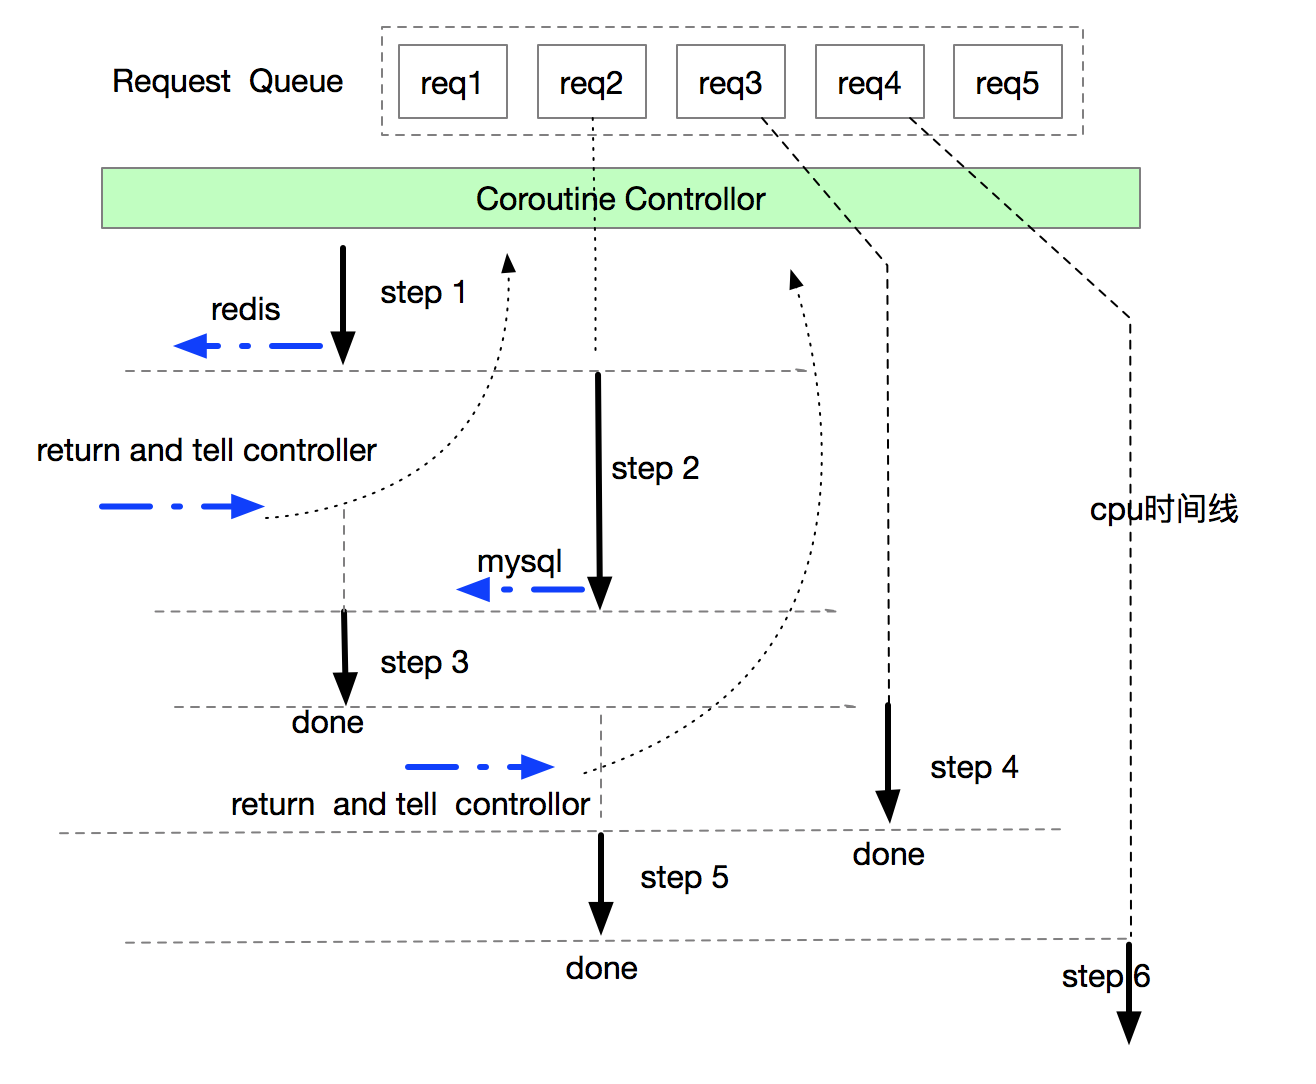 Request Queue
req1
req2
req3
req4
req5
Coroutine Controllor
step 1
redis
return and tell controller
step 2
cpu时间线
mysql
step 3
done
step 4
return and tell controllor
done
step 5
done
step 6